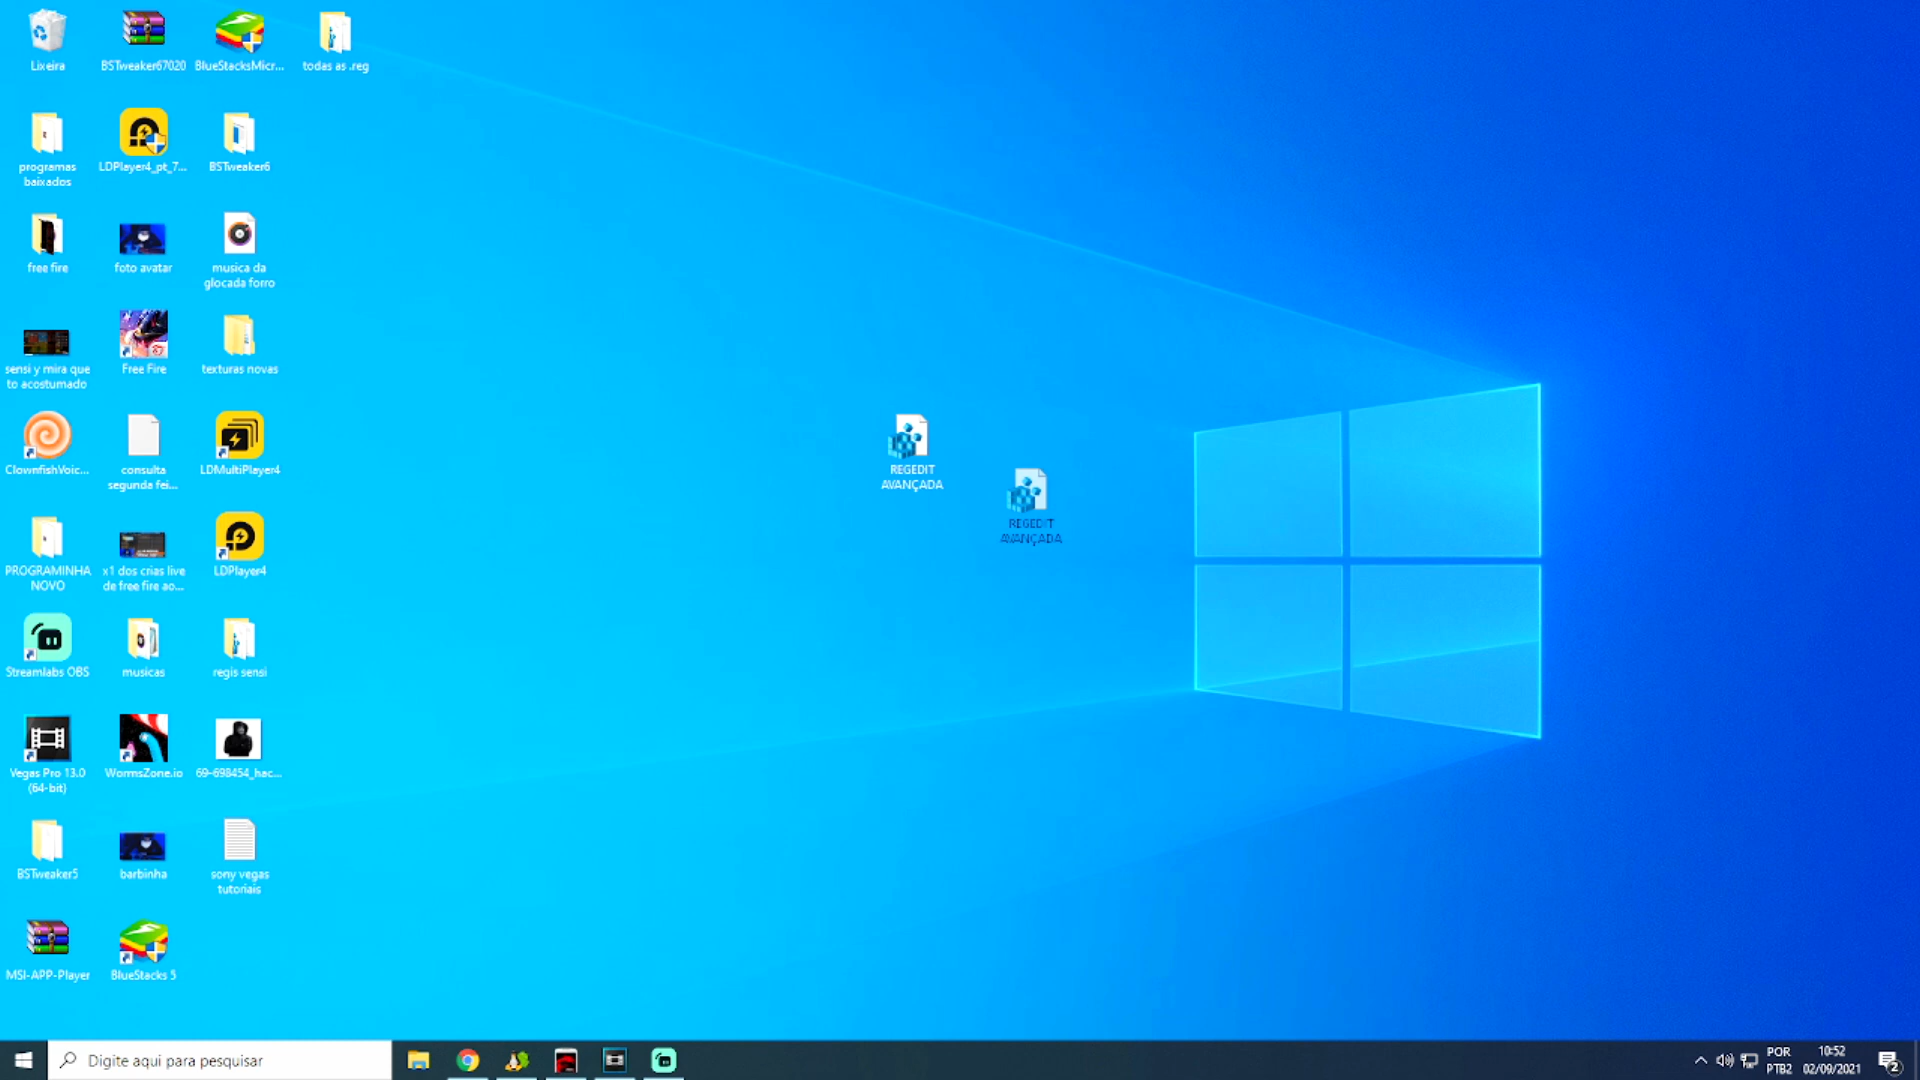 Lixeira
BSTweaker67020
BlueStacksMicr...
todas as .reg
programas
baixados
LDPlayer4_pt_7...
BSTweaker6
free fire
foto avatar
musica da
glocada forro
sensi y mira que
to acostumado
Free Fire
texturas novas
ClownfishVoic...
consulta
segunda fei...
LDMultiPlayer4
REGEDIT
AVANÇADA
REGEDIT
AVANÇADA
PROGRAMINHA
NOVO
x1 dos crias live
de free fire ao...
LDPlayer4
Streamlabs OBS
musicas
regis sensi
Vegas Pro 13.0
(64-bit)
WormsZone.io
69-698454_hac...
BSTweaker5
barbinha
sony vegas
tutoriais
MSI-APP-Player
BlueStacks 5
Digite aqui para pesquisar
POR
PTB2
10:52
02/09/2021
2